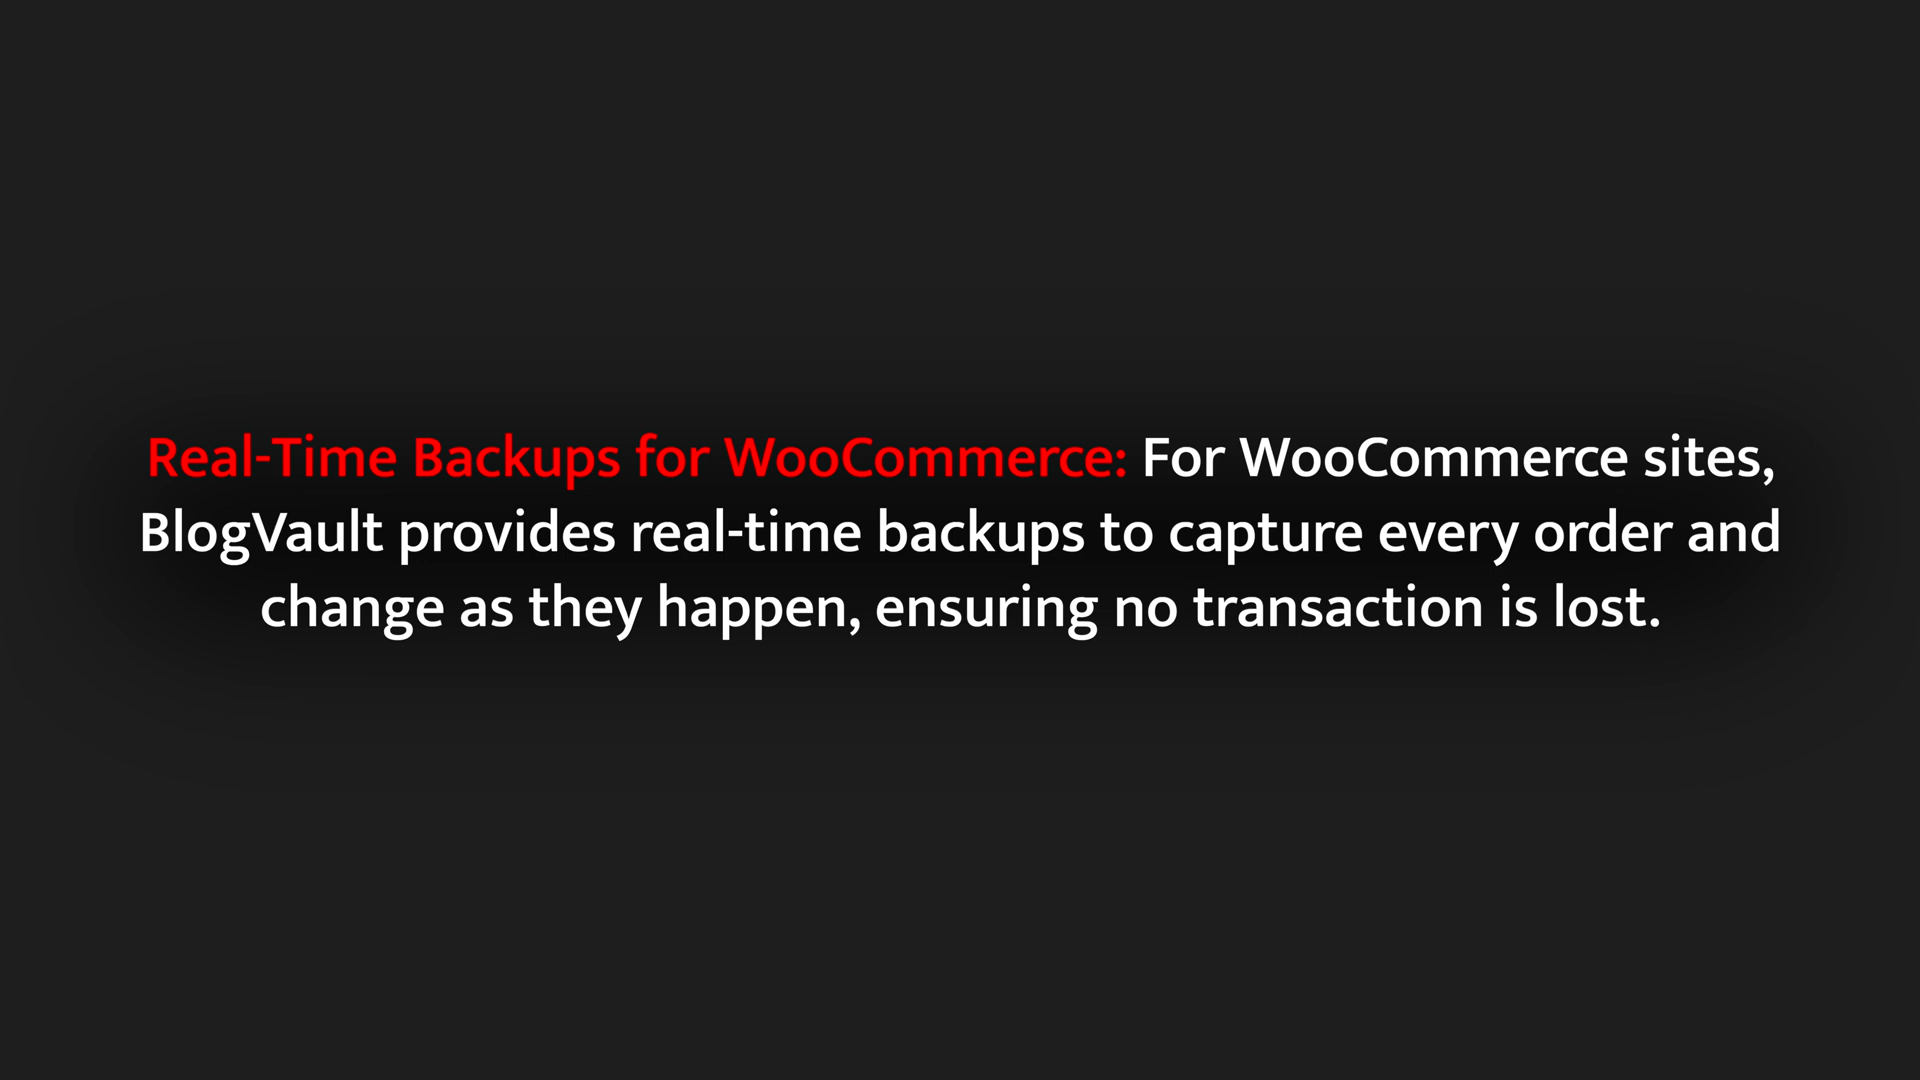 Real-Time Backups for WooCommerce: For WooCommerce sites,
BlogVault provides real-time backups to capture every order and
change as they happen, ensuring no transaction is lost.